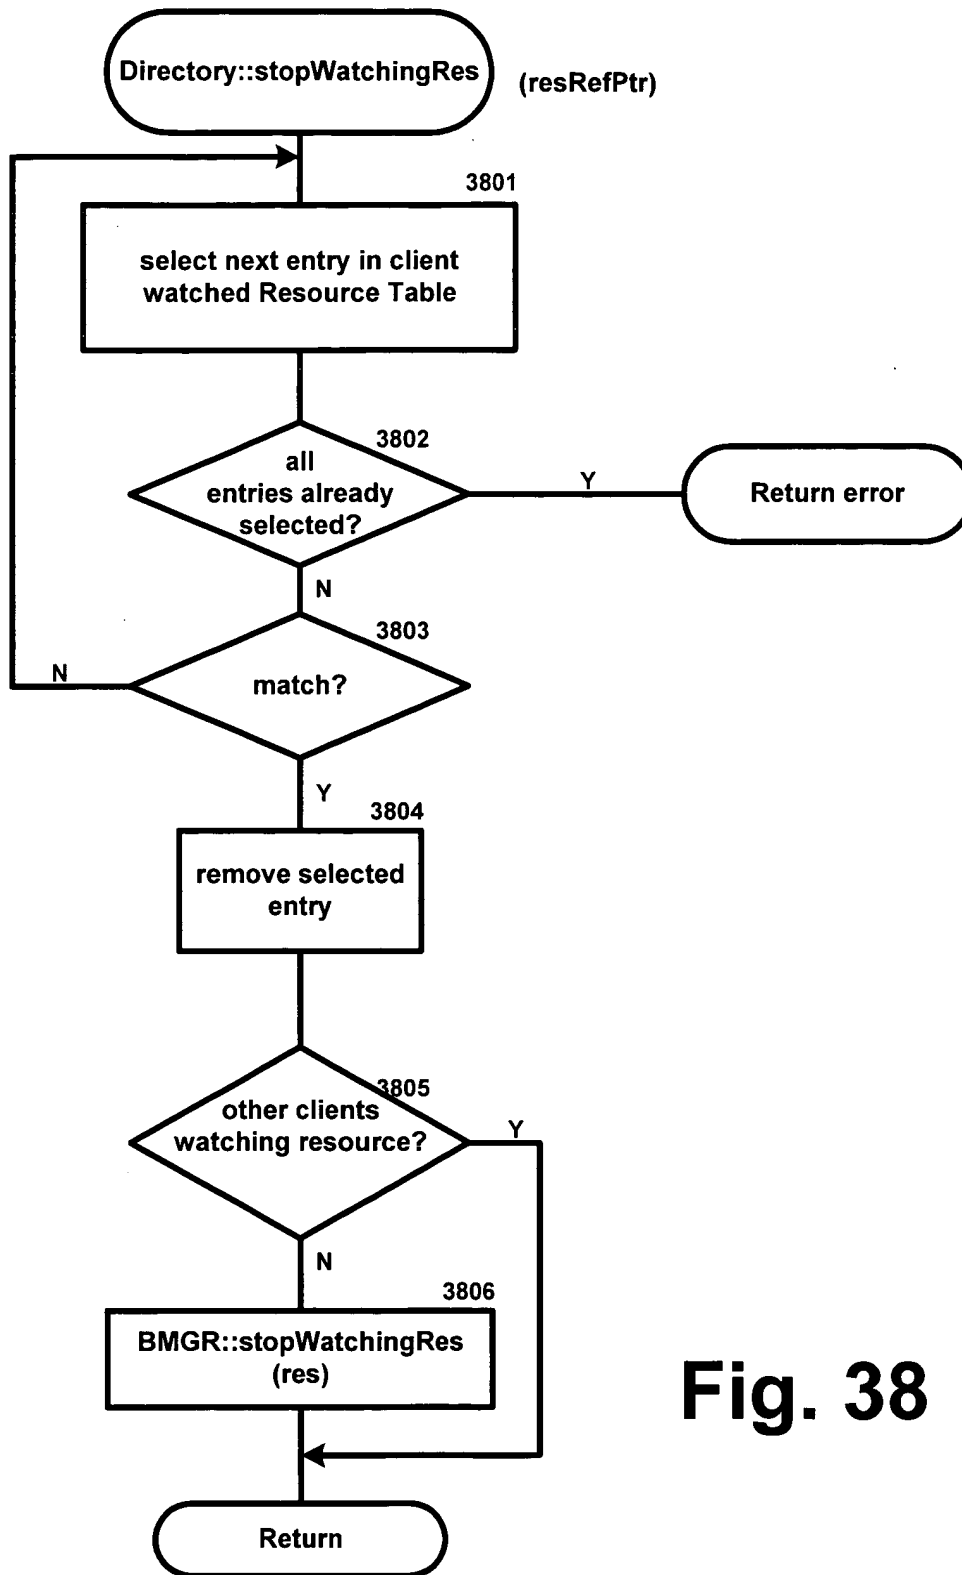 Directory::stopWatchingRes
(resRefPtr)
3801
select next entry in client
watched Resource Table
3802
all
entries already
selected?
Y
Return error
N
3803
match?
N
Y
3804
remove selected
entry
3805
other clients
watching resource?
Y
N
3806
BMGR::stopWatchingRes
(res)
Fig. 38
Return